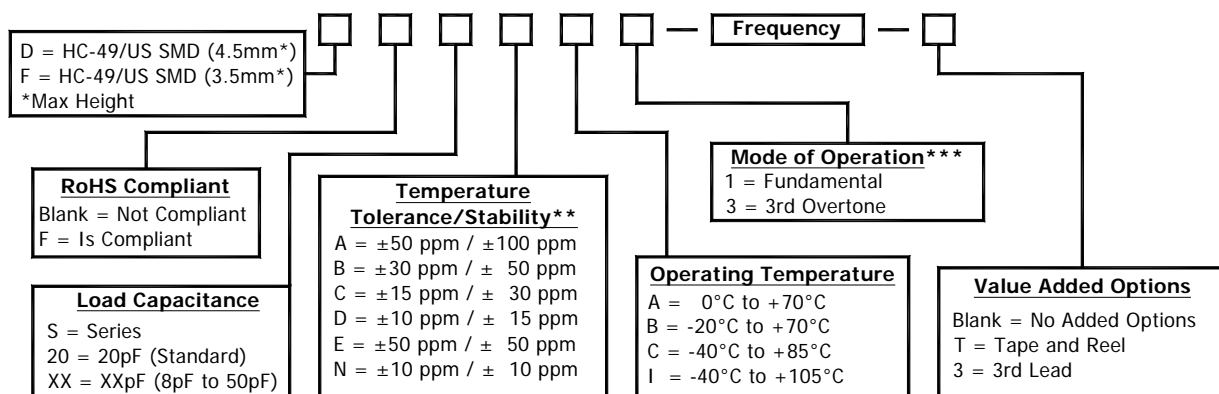 D = HC-49/US SMD (4.5mm*)
F = HC-49/US SMD (3.5mm*)
*Max Height
Frequency
RoHS Compliant
Blank = Not Compliant
F = Is Compliant
Load Capacitance
S = Series
20 = 20pF (Standard)
XX = XXpF (8pF to 50pF)
Temperature
Tolerance/Stability**
A = ±50 ppm / ±100 ppm
B = ±30 ppm / ± 50 ppm
C = ±15 ppm / ± 30 ppm
D = ±10 ppm / ± 15 ppm
E = ±50 ppm / ± 50 ppm
N = ±10 ppm / ± 10 ppm
Mode of Operation***
1 = Fundamental
3 = 3rd Overtone
Operating Temperature
A = 0°C to +70°C
B = -20°C to +70°C
C = -40°C to +85°C
I = -40°C to +105°C
Value Added Options
Blank = No Added Options
T = Tape and Reel
3 = 3rd Lead